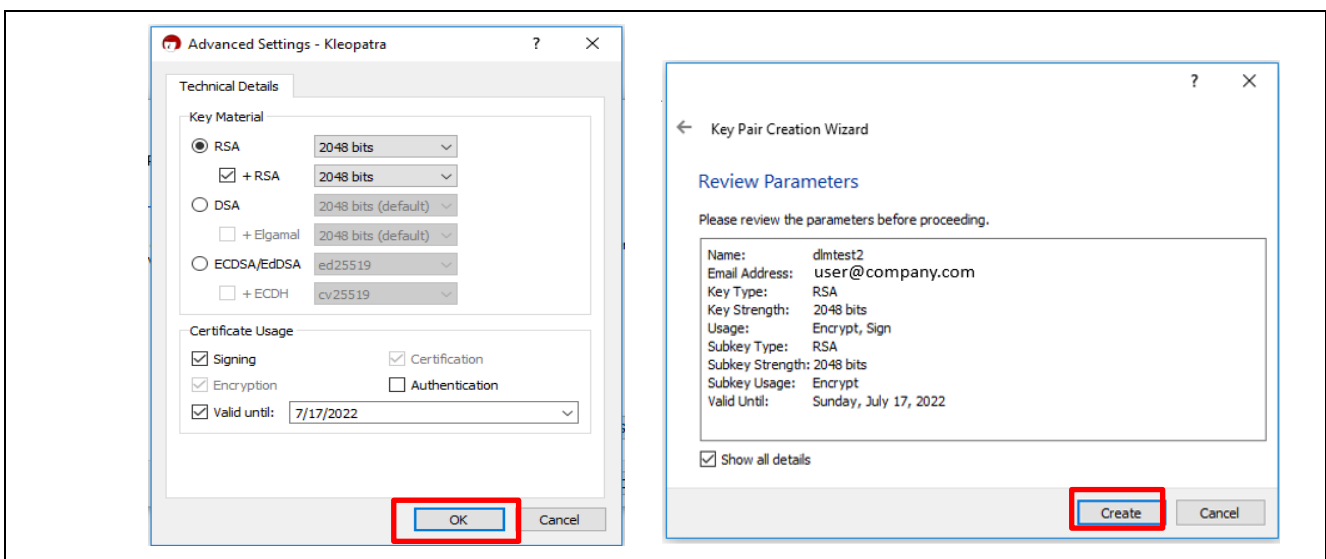 Advanced Settings - Kleopatra ?
Technical Details
Key Material
RSA 2048 bits
+ RSA 2048 bits
DSA 2048 bits (default)
+ Elgamal 2048 bits (default)
ECDSA/EdDSA ed25519
+ ECDH cv25519
Certificate Usage
Signing Certification
Encryption Authentication
Valid until: 7/17/2022
OK Cancel
?
Key Pair Creation Wizard
Review Parameters
Please review the parameters before proceeding.
Name: dlmtest2
Email Address: user@company.com
Key Type: RSA
Key Strength: 2048 bits
Usage: Encrypt, Sign
Subkey Type: RSA
Subkey Strength: 2048 bits
Subkey Usage: Encrypt
Valid Until: Sunday, July 17, 2022
Show all details
Create Cancel